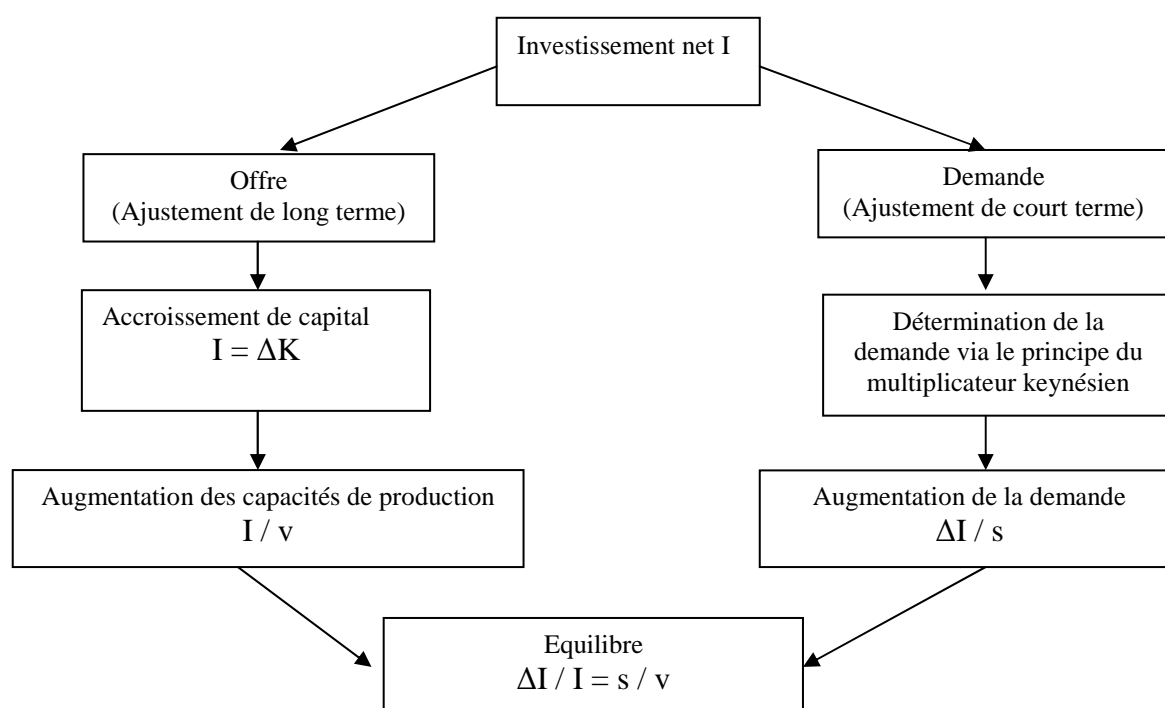 Investissement net I
Offre
(Ajustement de long terme)
Demande
(Ajustement de court terme)
Accroissement de capital
I = ΔK
Détermination de la
demande via le principe du
multiplicateur keynésien
Augmentation des capacités de production
I / v
Augmentation de la demande
ΔI / s
Equilibre
ΔI / I = s / v